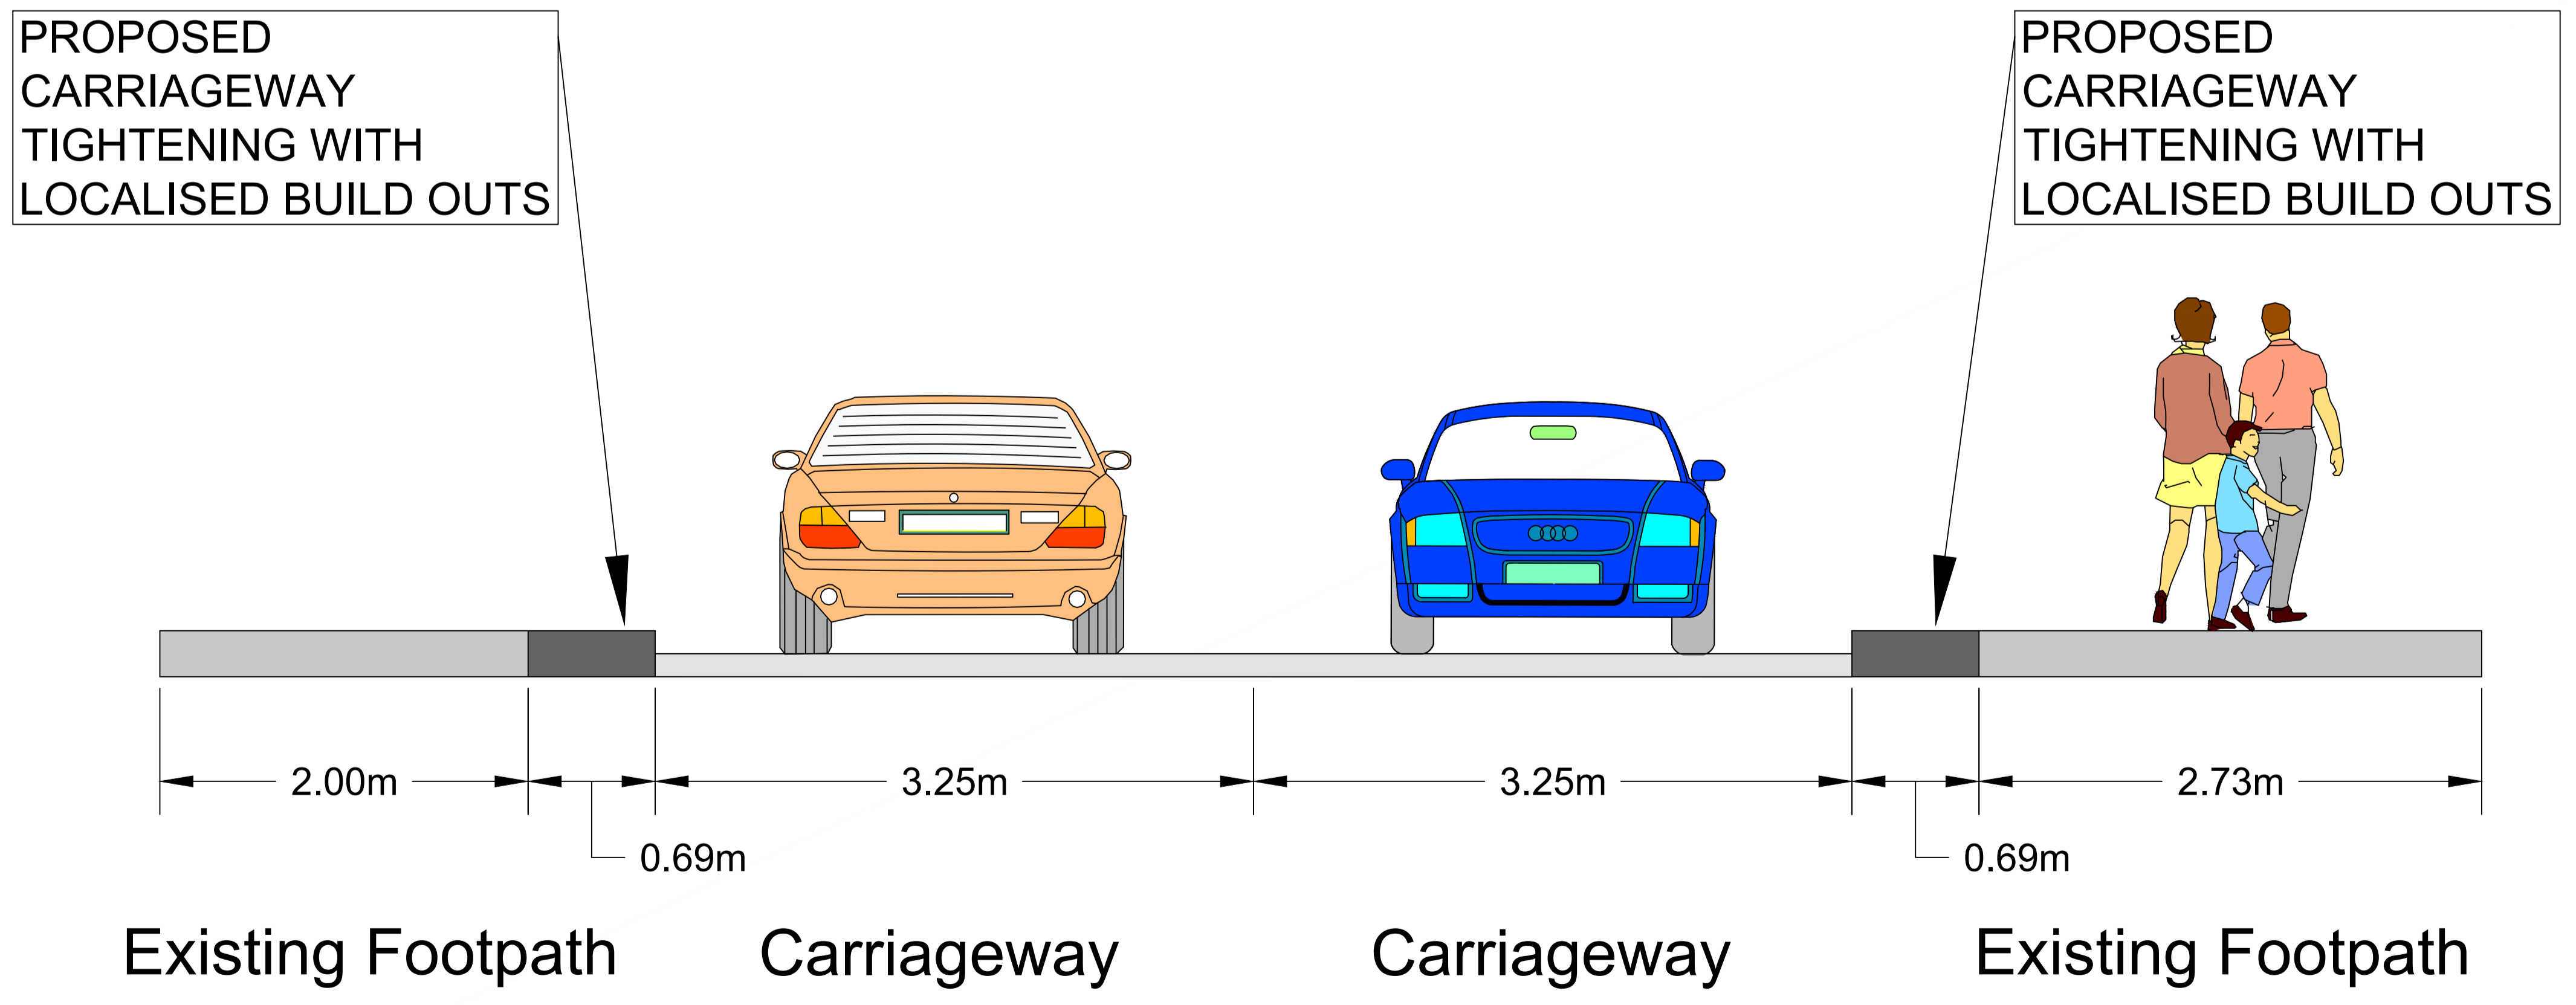 PROPOSED
CARRIAGEWAY
TIGHTENING WITH
LOCALISED BUILD OUTS
PROPOSED
CARRIAGEWAY
TIGHTENING WITH
LOCALISED BUILD OUTS
2.00m
3.25m
3.25m
2.73m
0.69m
0.69m
Existing Footpath
Carriageway
Carriageway
Existing Footpath